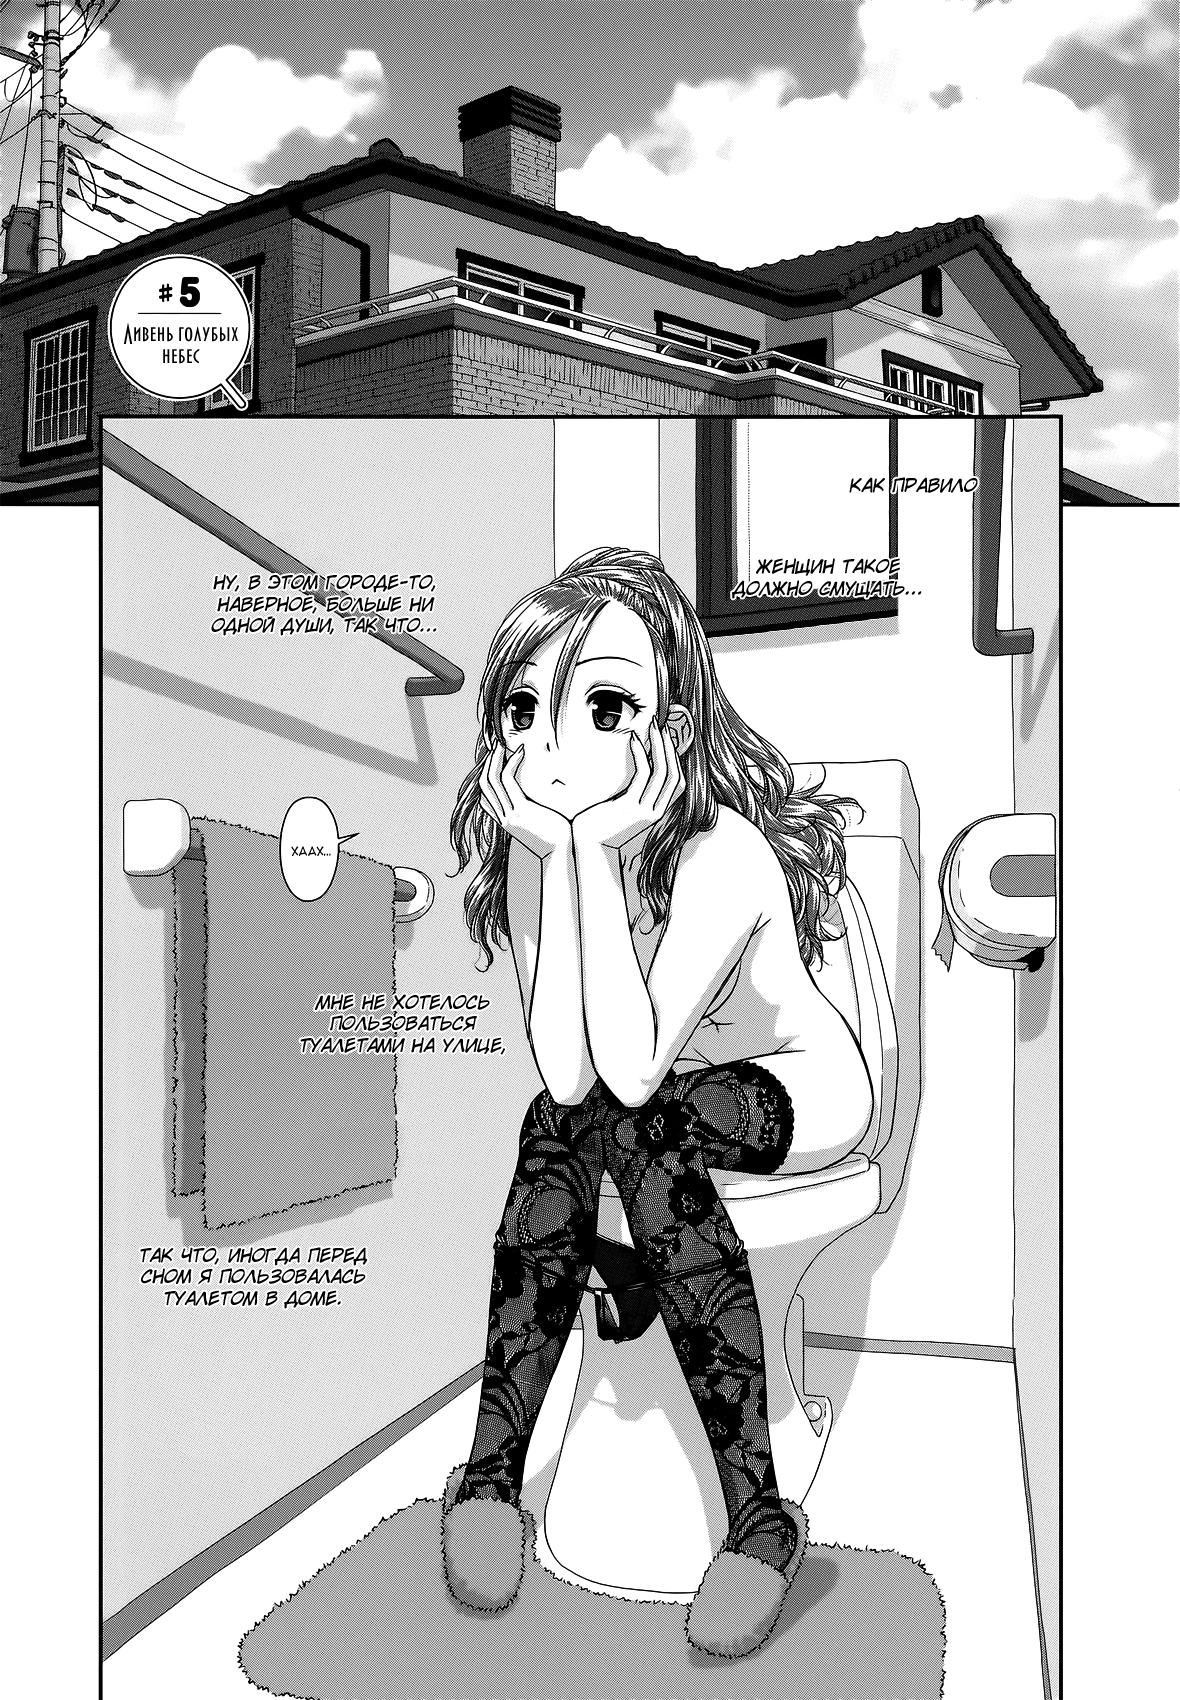 #5
Ливень голубых
небес
КАК ПРАВИЛО
ЖЕНЩИН ТАКОЕ
ДОЛЖНО СМУЩАТЬ...
НУ, В ЭТОМ ГОРОДЕ-ТО,
НАВЕРНОЕ, БОЛЬШЕ НИ
ОДНОЙ ДУШИ, ТАК ЧТО...
ХААХ...
МНЕ НЕ ХОТЕЛОСЬ
ПОЛЬЗОВАТЬСЯ
ТУАЛЕТАМИ НА УЛИЦЕ,
ТАК ЧТО, ИНОГДА ПЕРЕД
СНОМ Я ПОЛЬЗОВАЛАСЬ
ТУАЛЕТОМ В ДОМЕ.